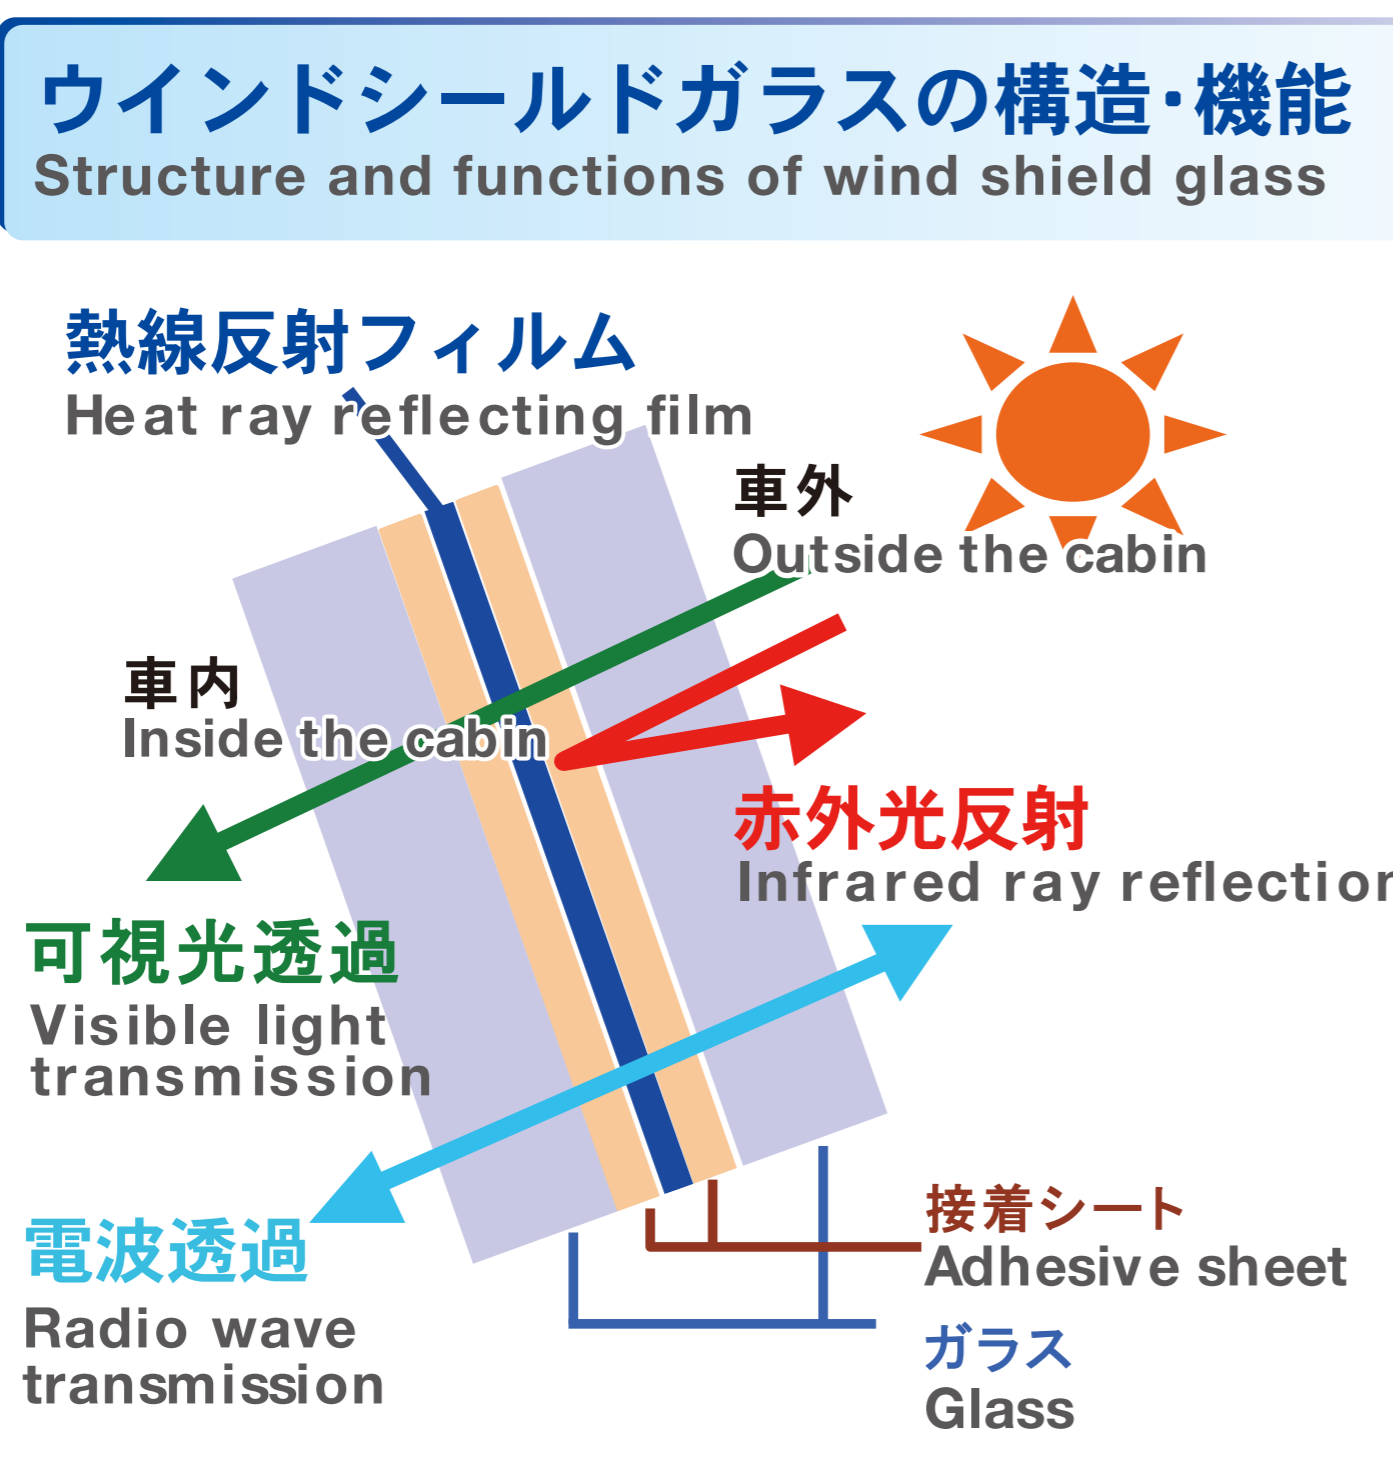 ウインドシールドガラスの構造･機能
Structure and functions of wind shield glass
熱線反射フィルム
Heat ray reflecting film
車外
Outside the cabin
車内
Inside the cabin
赤外光反射
Infrared ray reflection
可視光透過
Visible light
transmission
電波透過
Radio wave
transmission
接着シート
Adhesive sheet
ガラス
Glass